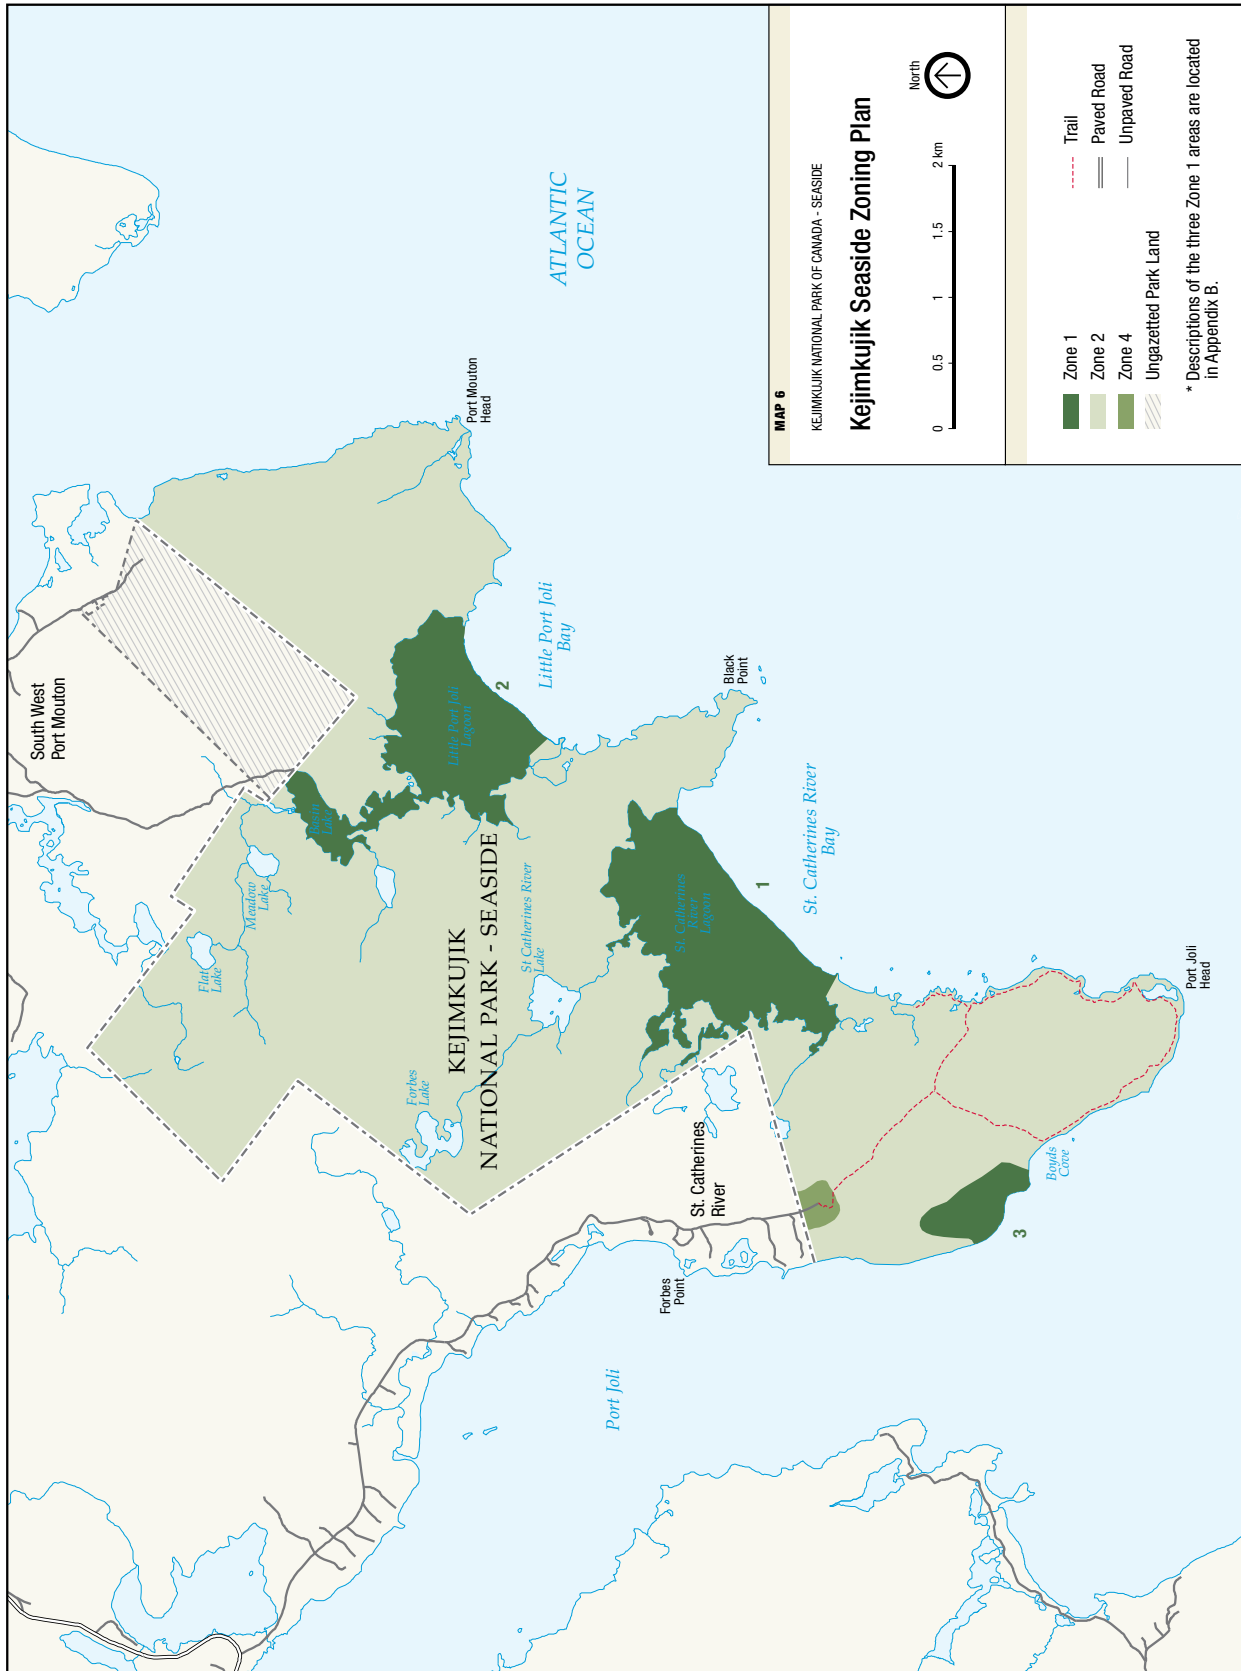 South West
Port Mouton
ATLANTIC
OCEAN
Port Mouton
Head
Little Port Joli
Bay
2
Little Port Joli
Lagoon
Basin
Lake
Meadow
Lake
Flat
Lake
KEJIMKUJIK
NATIONAL PARK - SEASIDE
St Catherines River
Lake
Forbes
Lake
Black
Point
St. Catherines River
Bay
1
St. Catherines
River
Lagoon
St. Catherines
River
Forbes
Point
Port Joli
Boyds
Cove
3
Port Joli
Head
MAP 6
KEJIMKUJIK NATIONAL PARK OF CANADA - SEASIDE
Kejimkujik Seaside Zoning Plan
North
0 0.5 1 1.5 2 km
Zone 1
Zone 2
Zone 4
Ungazetted Park Land
Trail
Paved Road
Unpaved Road
* Descriptions of the three Zone 1 areas are located
in Appendix B.